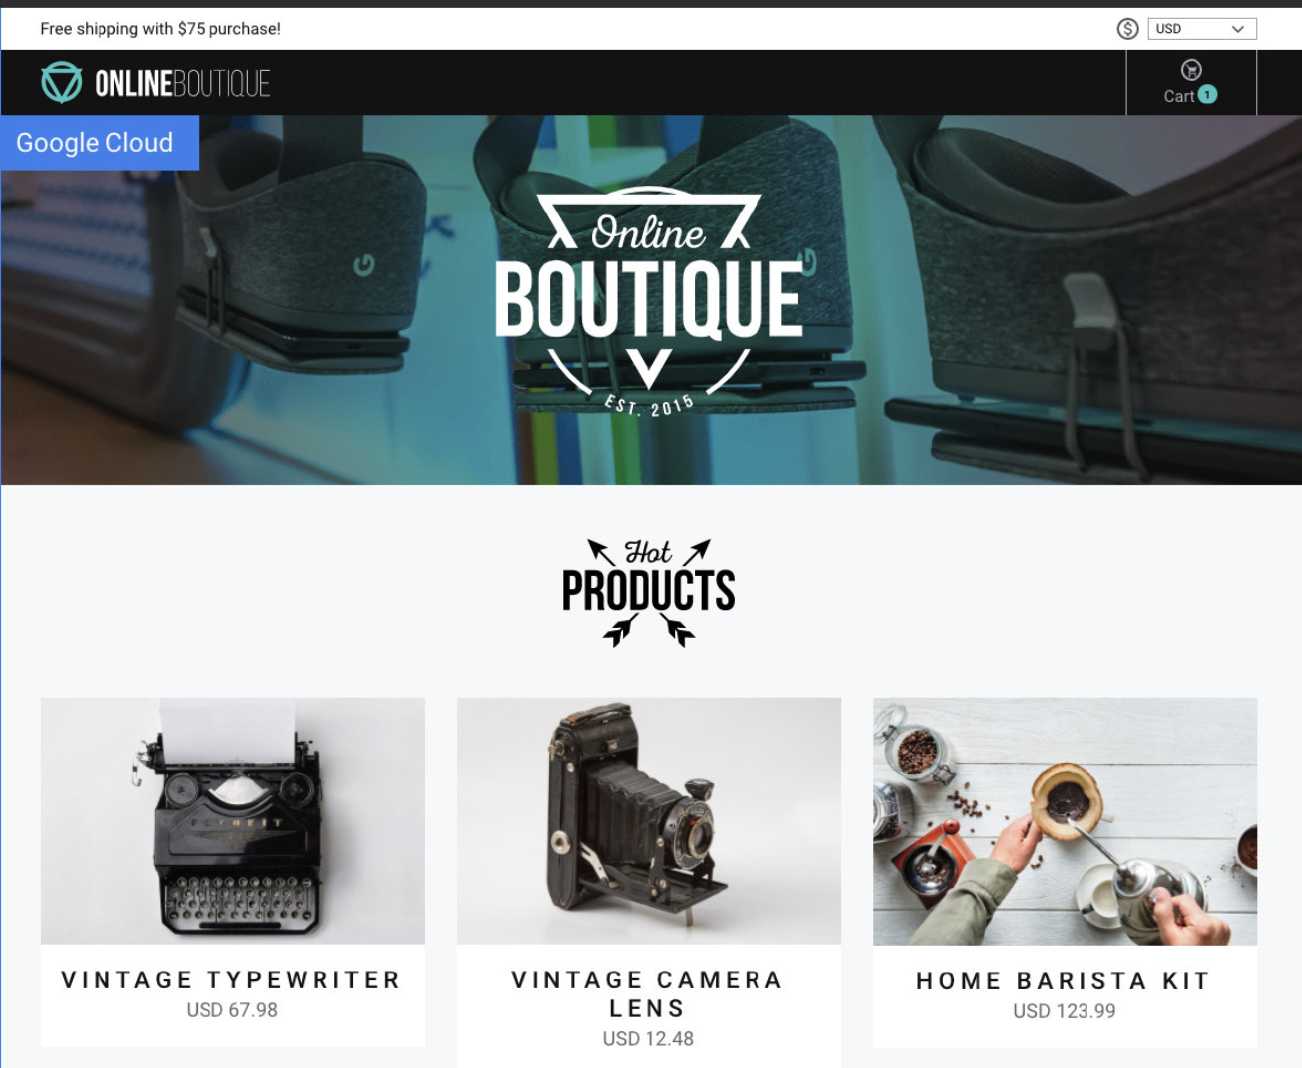 Free shipping with $75 purchase!
$
USD
ONLINEBOUTIQUE
Cart 1
Google Cloud
Online
BOUTIQUE
EST. 2015
Hot
PRODUCTS
VINTAGE TYPEWRITER
USD 67.98
VINTAGE CAMERA
LENS
USD 12.48
HOME BARISTA KIT
USD 123.99